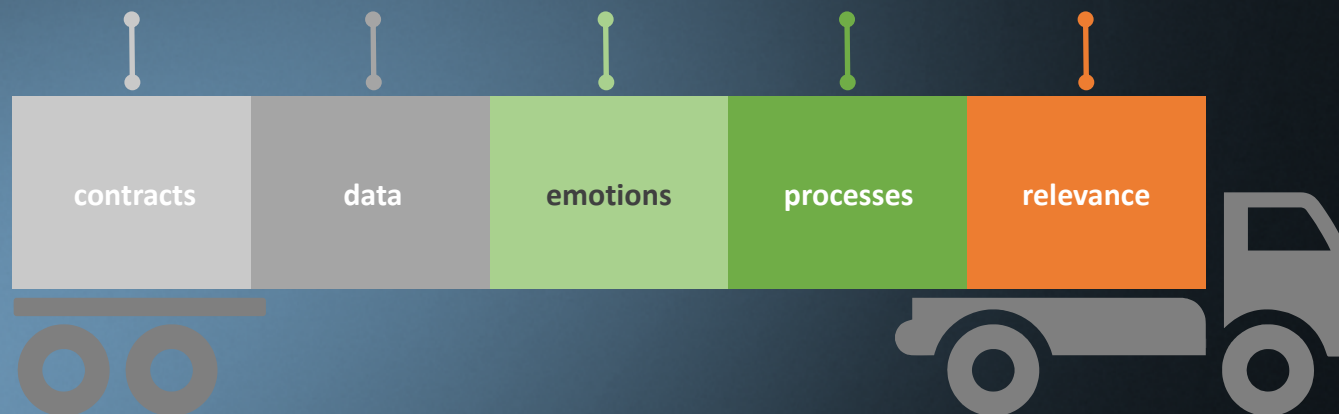 contracts
data
emotions
processes
relevance